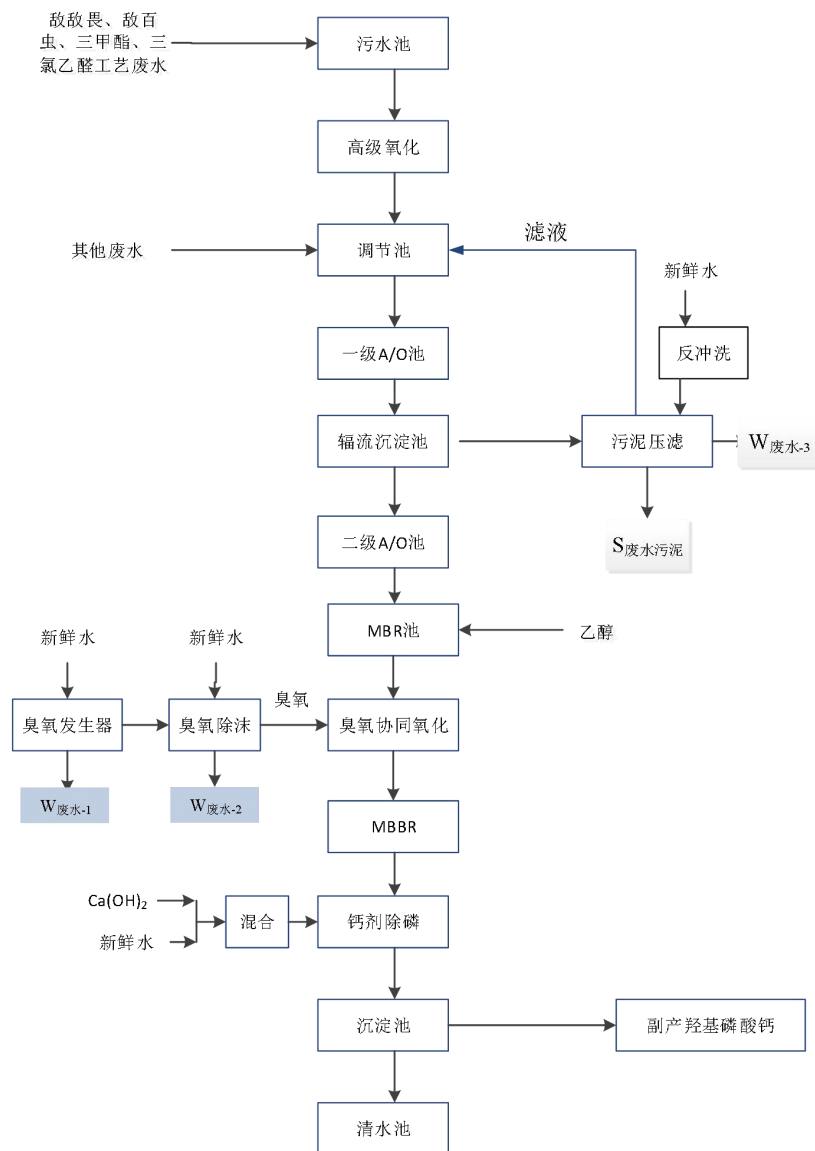 敌敌畏、敌百
虫、三甲酯、三
氯乙醛工艺废水
污水池
高级氧化
其他废水
调节池
滤液
新鲜水
一级A/O池
反冲洗
辐流沉淀池
污泥压滤
W废水-3
S废水污泥
二级A/O池
MBR池
乙醇
新鲜水
新鲜水
臭氧
臭氧发生器
臭氧除沫
臭氧协同氧化
W废水-1
W废水-2
MBBR
Ca(OH)₂
新鲜水
混合
钙剂除磷
沉淀池
副产羟基磷酸钙
清水池